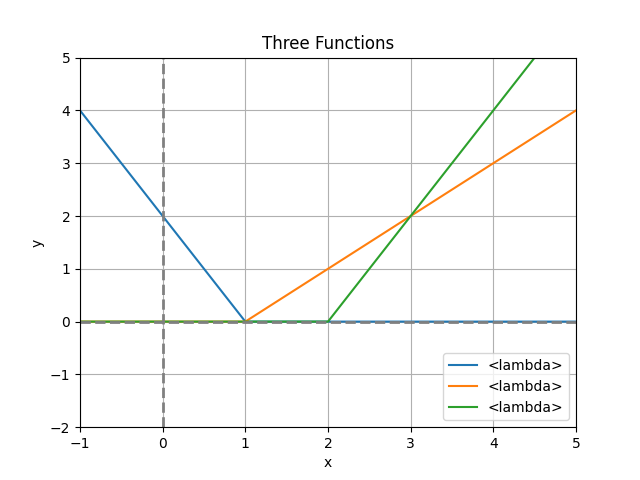 Three Functions
5
4
3
2
1
0
−1
−2
y
−1 0 1 2 3 4 5
x
<lambda>
<lambda>
<lambda>